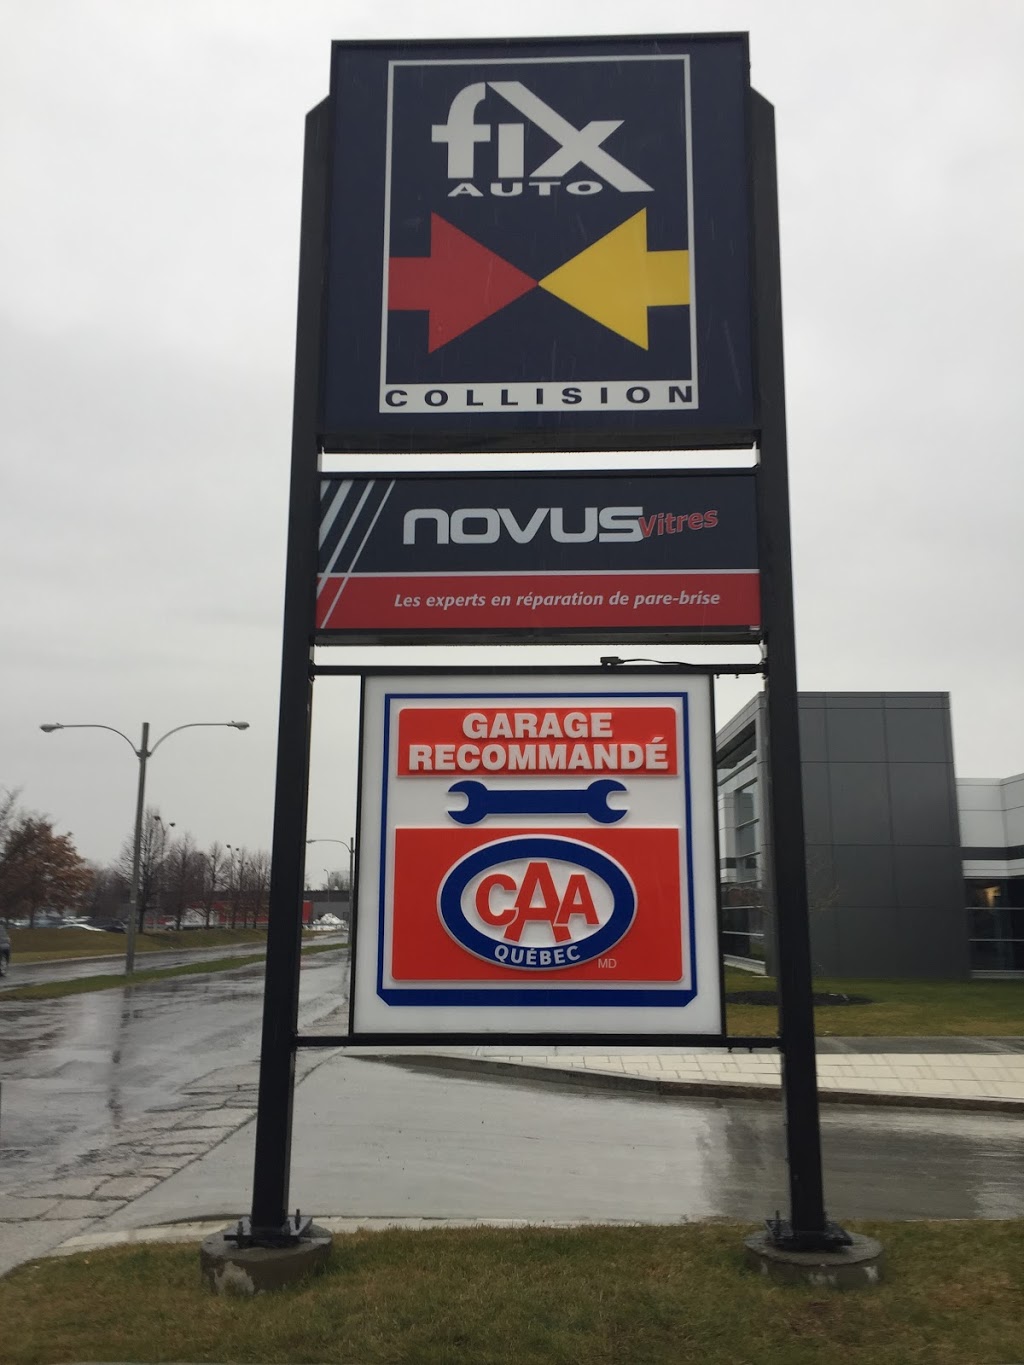 fix
AUTO
COLLISION
NOVUS Vitres
Les experts en réparation de pare-brise
GARAGE
RECOMMANDÉ
CAA
QUÉBEC
MD